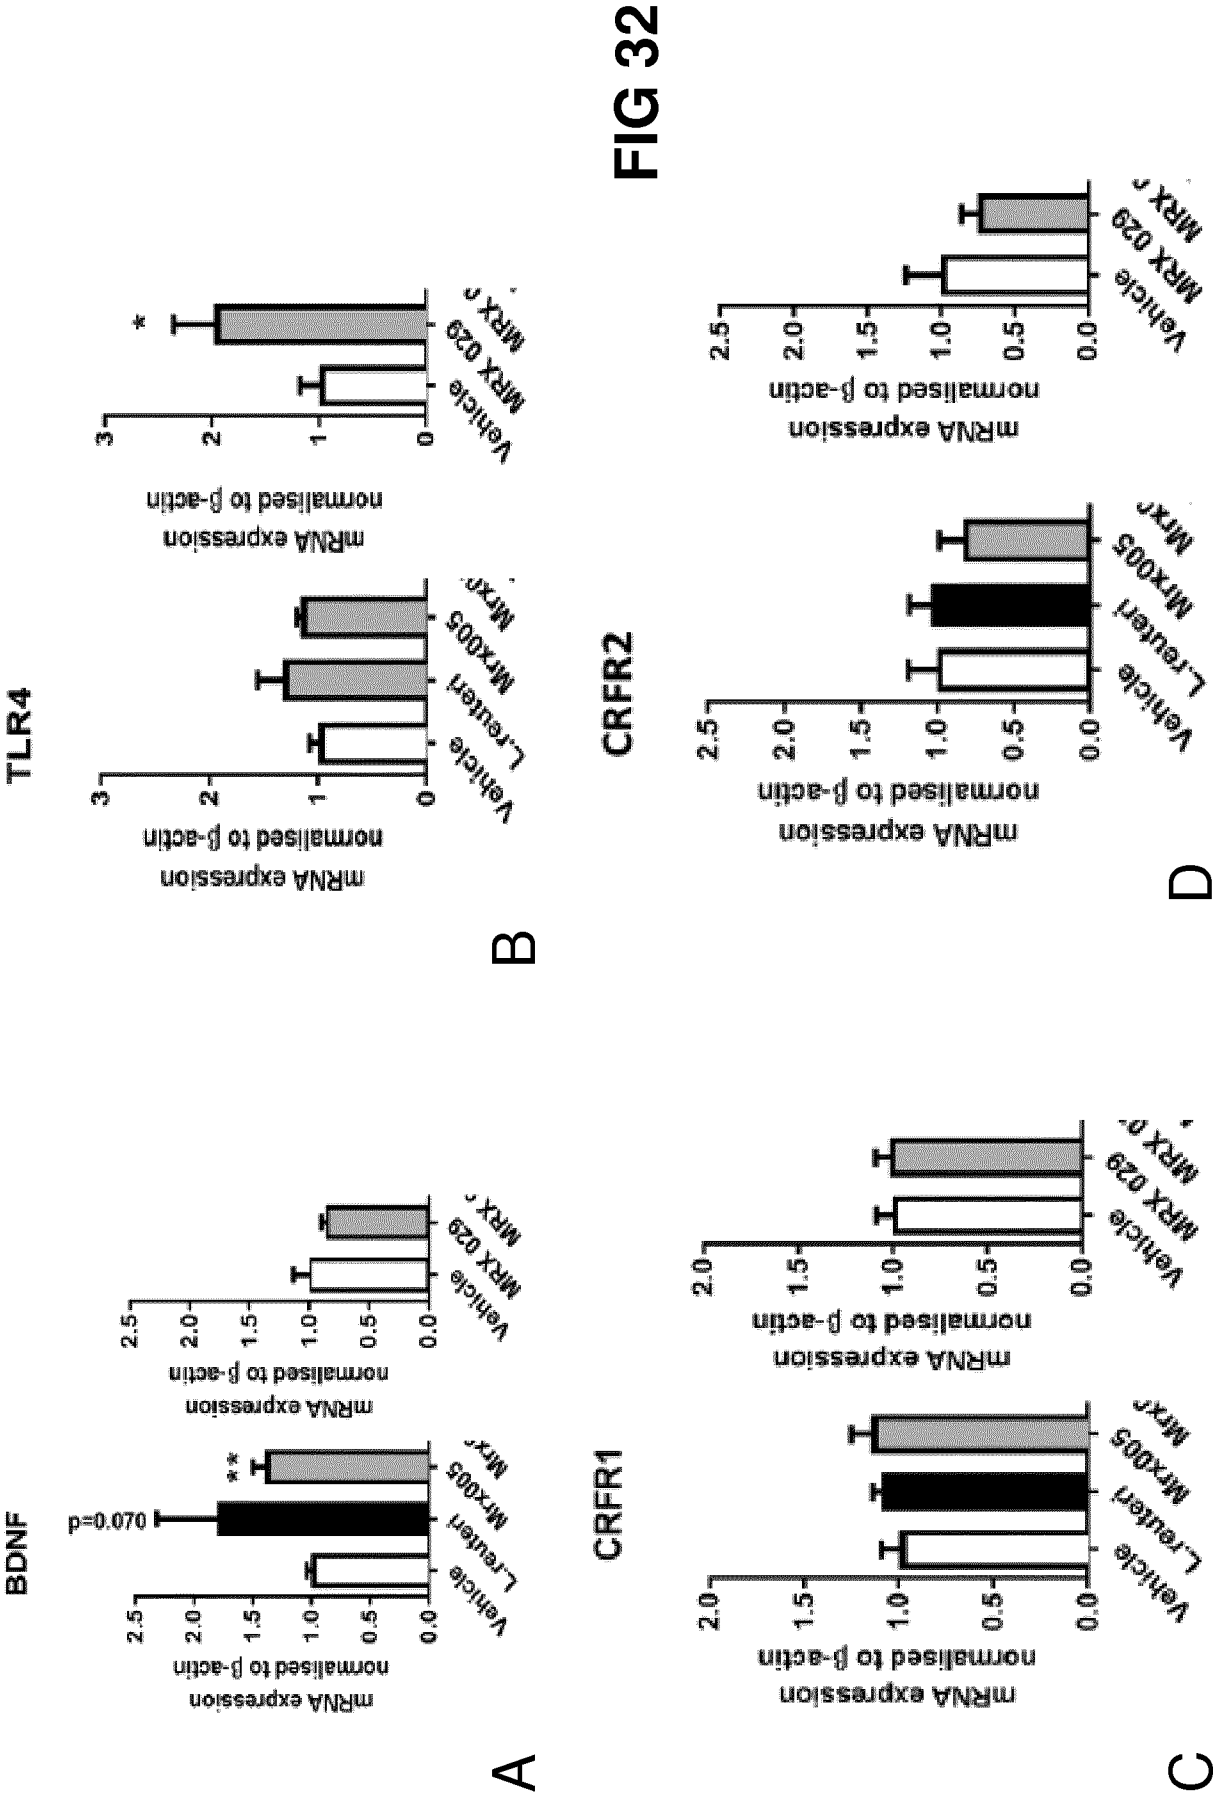 BDNF
A
mRNA expression
normalised to β-actin
2.5
2.0
1.5
1.0
0.5
0.0
p=0.070
**
Vehicle
L.reuteri
Mrx005
mRNA expression
normalised to β-actin
2.5
2.0
1.5
1.0
0.5
0.0
Vehicle
MRX 029
MRX
TLR4
B
mRNA expression
normalised to β-actin
3
2
1
0
Vehicle
L.reuteri
Mrx005
mRNA expression
normalised to β-actin
3
2
1
0
*
Vehicle
MRX 029
MRX
CRFR1
C
mRNA expression
normalised to β-actin
2.0
1.5
1.0
0.5
0.0
Vehicle
L.reuteri
Mrx005
mRNA expression
normalised to β-actin
2.0
1.5
1.0
0.5
0.0
Vehicle
MRX 029
MRX
CRFR2
D
mRNA expression
normalised to β-actin
2.5
2.0
1.5
1.0
0.5
0.0
Vehicle
L.reuteri
Mrx005
mRNA expression
normalised to β-actin
2.5
2.0
1.5
1.0
0.5
0.0
Vehicle
MRX 029
MRX
FIG 32